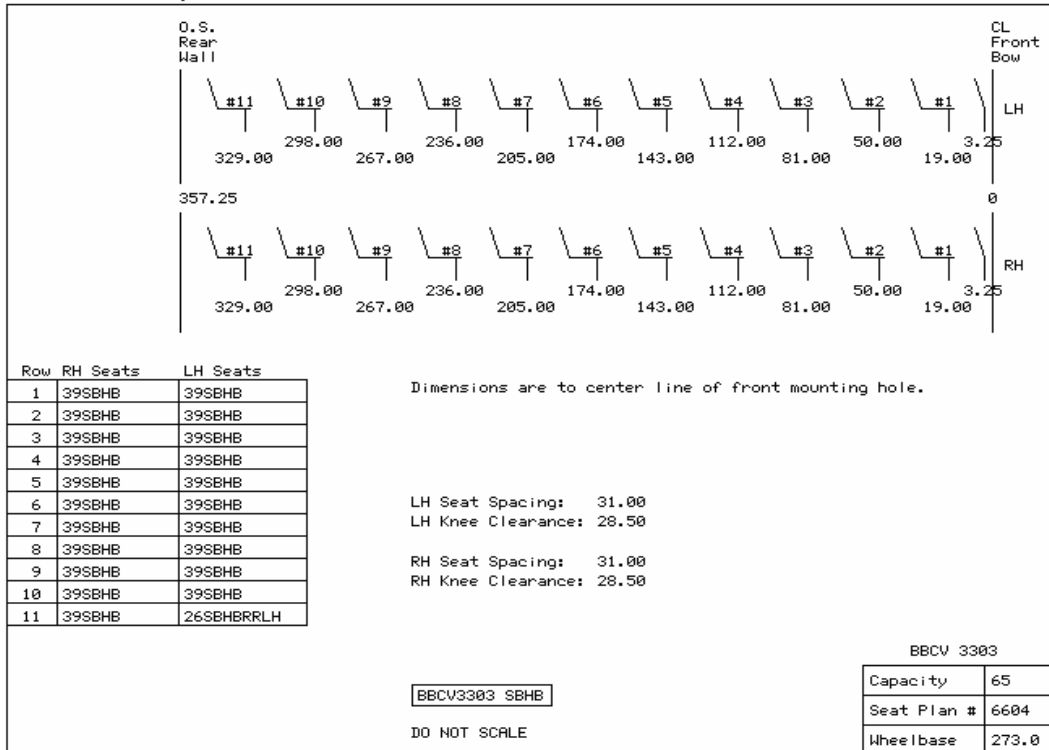 O.S. Rear Wall
CL Front Bow
#11 #10 #9 #8 #7 #6 #5 #4 #3 #2 #1 LH
298.00 236.00 174.00 112.00 50.00 3.25
329.00 267.00 205.00 143.00 81.00 19.00
357.25 0
#11 #10 #9 #8 #7 #6 #5 #4 #3 #2 #1 RH
298.00 236.00 174.00 112.00 50.00 3.25
329.00 267.00 205.00 143.00 81.00 19.00
Row RH Seats LH Seats
1 39SBHB 39SBHB
2 39SBHB 39SBHB
3 39SBHB 39SBHB
4 39SBHB 39SBHB
5 39SBHB 39SBHB
6 39SBHB 39SBHB
7 39SBHB 39SBHB
8 39SBHB 39SBHB
9 39SBHB 39SBHB
10 39SBHB 39SBHB
11 39SBHB 26SBHBRRLH
Dimensions are to center line of front mounting hole.
LH Seat Spacing: 31.00
LH Knee Clearance: 28.50
RH Seat Spacing: 31.00
RH Knee Clearance: 28.50
BBCV3303 SBHB
DO NOT SCALE
BBCV 3303
Capacity 65
Seat Plan # 6604
Wheelbase 273.0